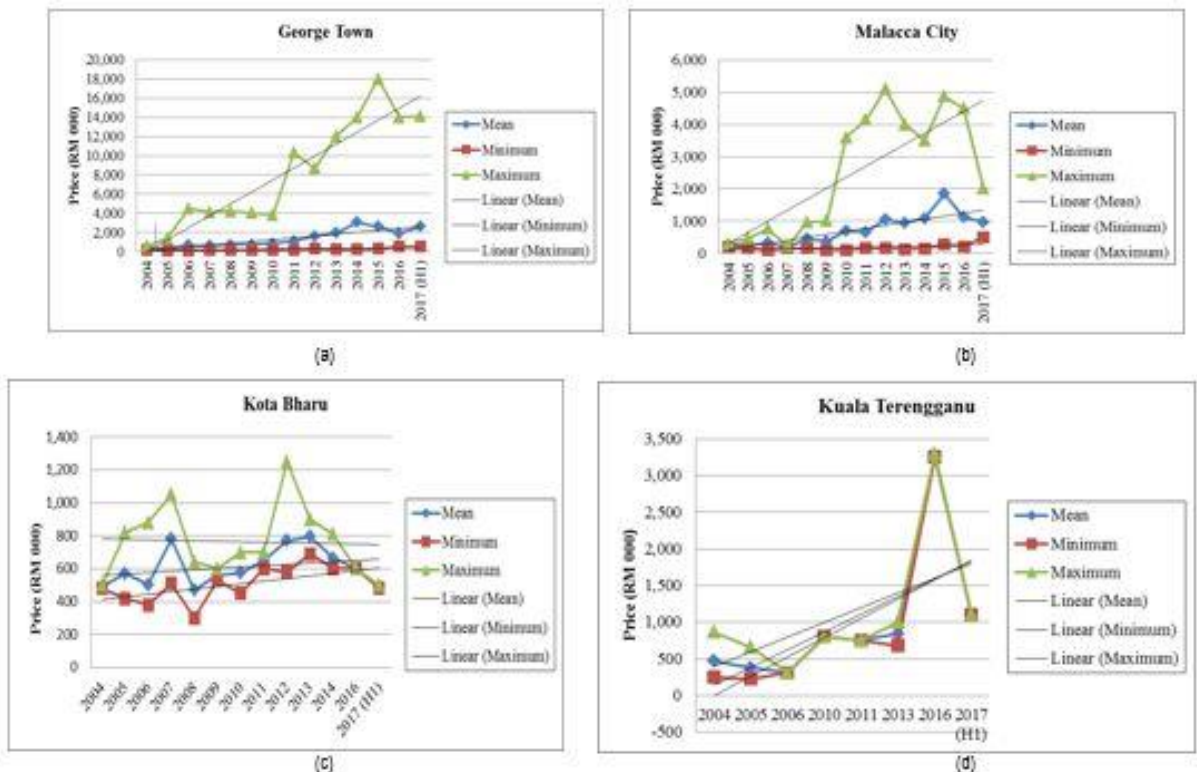 George Town
Price (RM 000)
20,000
18,000
16,000
14,000
12,000
10,000
8,000
6,000
4,000
2,000
0
2004
2005
2006
2007
2008
2009
2010
2011
2012
2013
2014
2015
2016
2017 (H1)
Mean
Minimum
Maximum
Linear (Mean)
Linear (Minimum)
Linear (Maximum)
(a)
Malacca City
Price (RM 000)
6,000
5,000
4,000
3,000
2,000
1,000
0
2004
2005
2006
2007
2008
2009
2010
2011
2012
2013
2014
2015
2016
2017 (H1)
Mean
Minimum
Maximum
Linear (Mean)
Linear (Minimum)
Linear (Maximum)
(b)
Kota Bharu
Price (RM 000)
1,400
1,200
1,000
800
600
400
200
0
2004
2005
2006
2007
2008
2009
2010
2011
2012
2013
2014
2016
2017 (H1)
Mean
Minimum
Maximum
Linear (Mean)
Linear (Minimum)
Linear (Maximum)
(c)
Kuala Terengganu
Price (RM 000)
3,500
3,000
2,500
2,000
1,500
1,000
500
0
-500
2004 2005 2006 2010 2011 2013 2016 2017
(H1)
Mean
Minimum
Maximum
Linear (Mean)
Linear (Minimum)
Linear (Maximum)
(d)